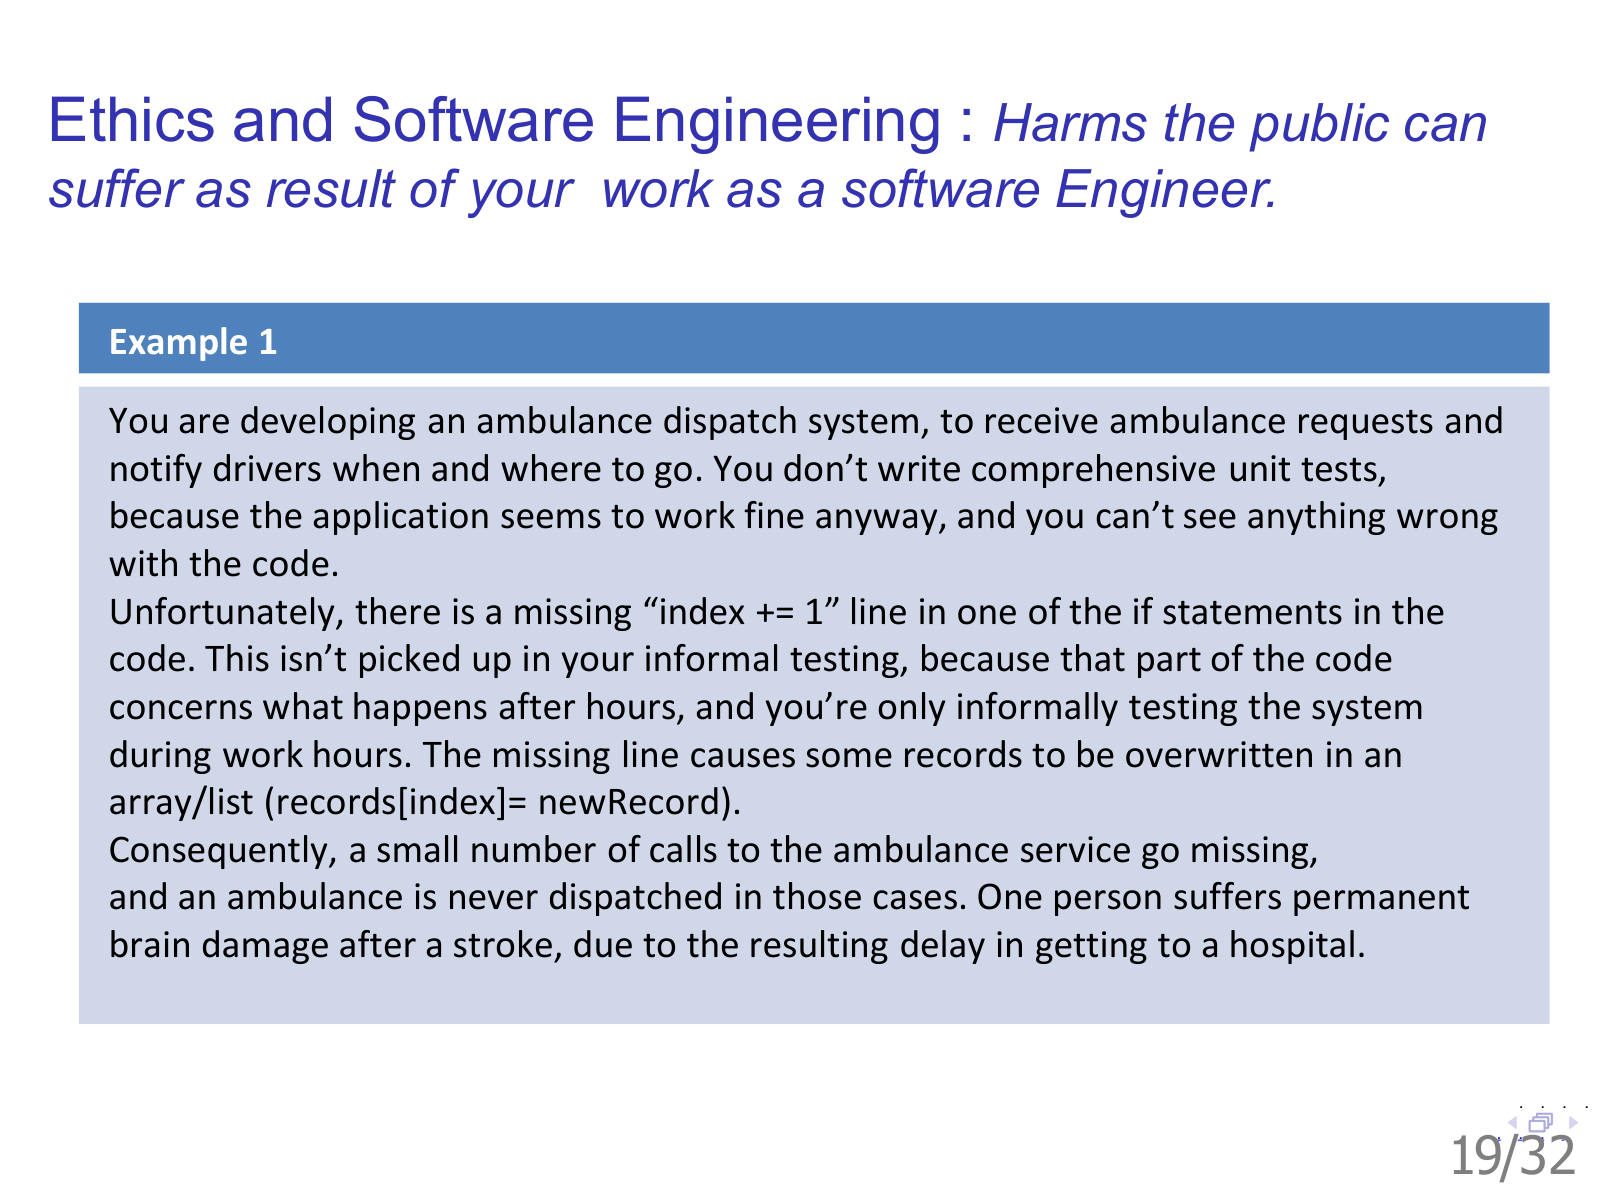 Ethics and Software Engineering : Harms the public can
suffer as result of your work as a software Engineer.
Example 1
You are developing an ambulance dispatch system, to receive ambulance requests and
notify drivers when and where to go. You don’t write comprehensive unit tests,
because the application seems to work fine anyway, and you can’t see anything wrong
with the code.
Unfortunately, there is a missing “index += 1” line in one of the if statements in the
code. This isn’t picked up in your informal testing, because that part of the code
concerns what happens after hours, and you’re only informally testing the system
during work hours. The missing line causes some records to be overwritten in an
array/list (records[index]= newRecord).
Consequently, a small number of calls to the ambulance service go missing,
and an ambulance is never dispatched in those cases. One person suffers permanent
brain damage after a stroke, due to the resulting delay in getting to a hospital.
19/32